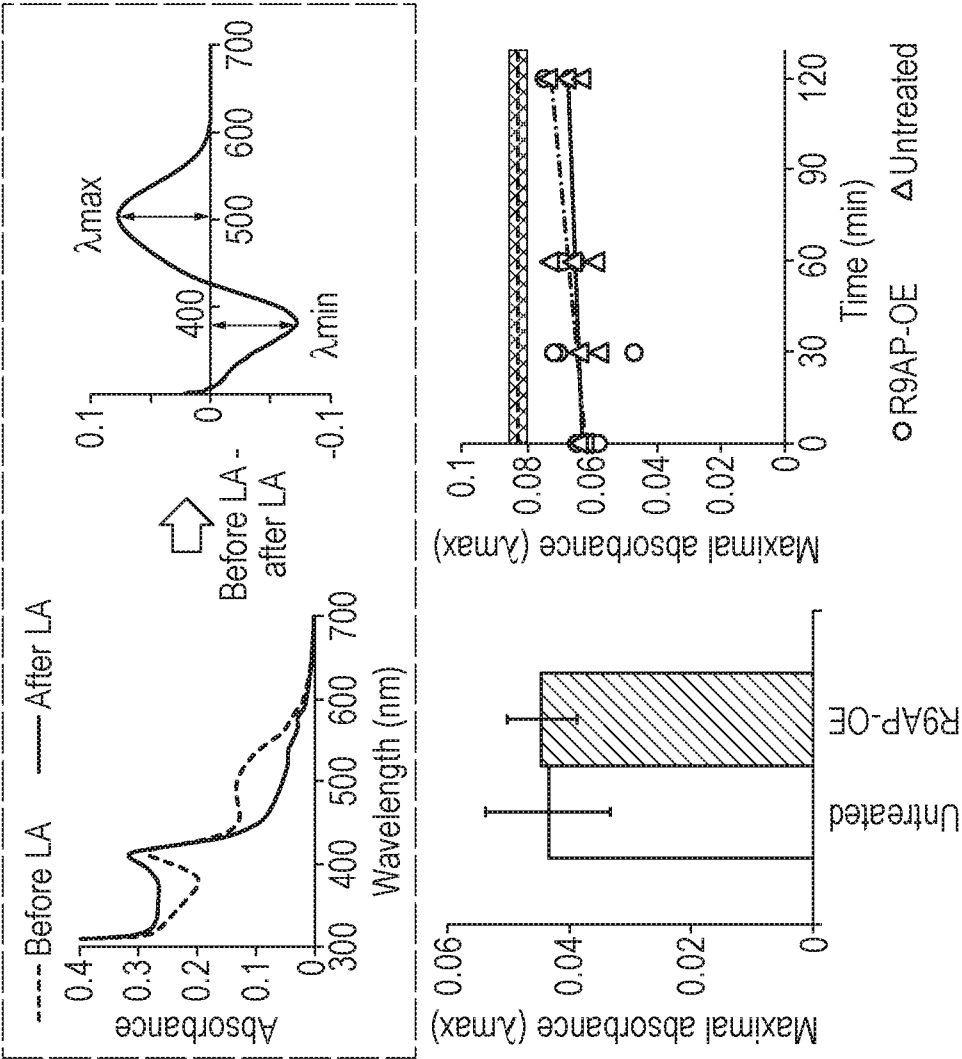 ---- Before LA — After LA
Absorbance
0.4
0.3
0.2
0.1
0
300 400 500 600 700
Wavelength (nm)
Before LA -
after LA
0.1
0
-0.1
400 500 600 700
λmax
λmin
Maximal absorbance (λmax)
0.06
0.04
0.02
0
Untreated
R9AP-OE
Maximal absorbance (λmax)
0.1
0.08
0.06
0.04
0.02
0
0 30 60 90 120
Time (min)
R9AP-OE Untreated